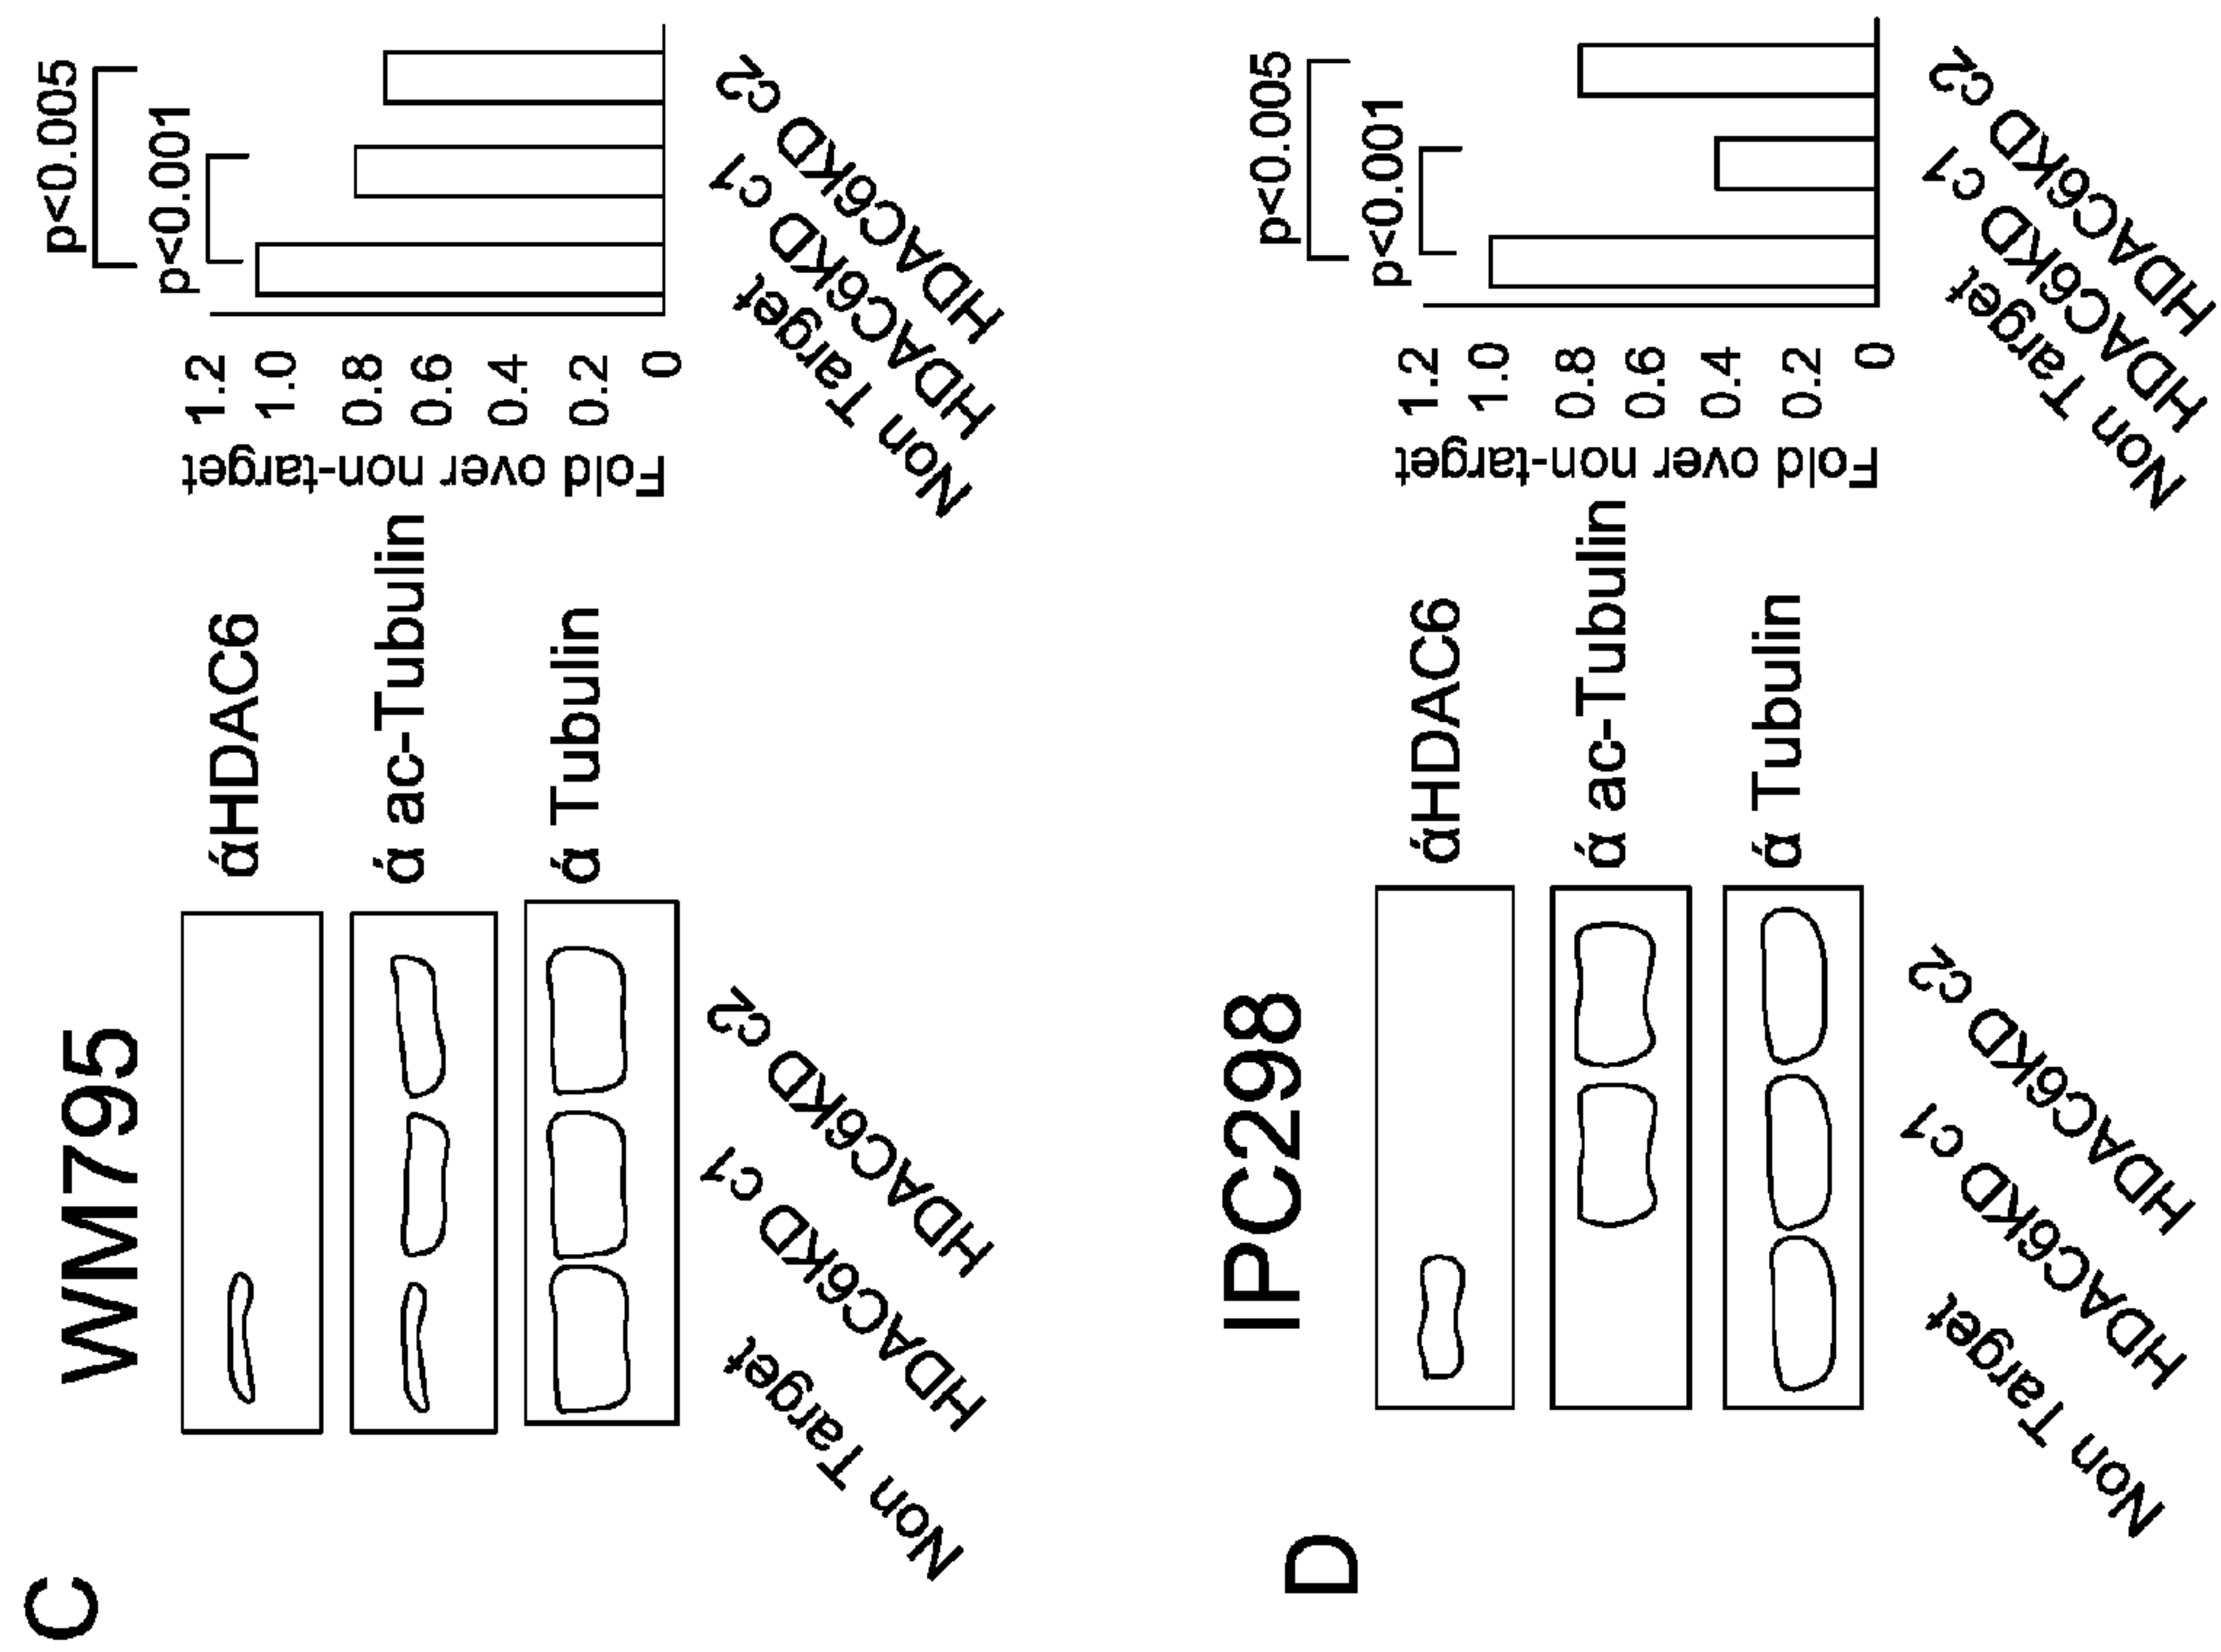 C
WM795
άHDAC6
ά ac-Tubulin
ά Tubulin
Non Target
HDAC6KD c1
HDAC6KD c2
Fold over non-target
1.2
1.0
0.8
0.6
0.4
0.2
0
p<0.005
p<0.001
Non Target
HDAC6KD c1
HDAC6KD c2
D
IPC298
άHDAC6
ά ac-Tubulin
ά Tubulin
Non Target
HDAC6KD c1
HDAC6KD c2
Fold over non-target
1.2
1.0
0.8
0.6
0.4
0.2
0
p<0.005
p<0.001
Non Target
HDAC6KD c1
HDAC6KD c2